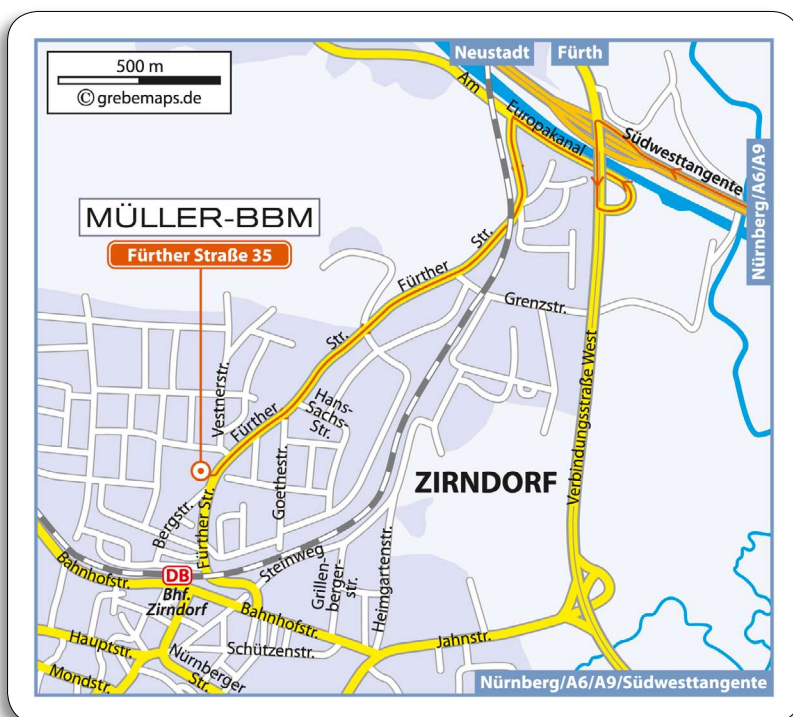 500 m
© grebemaps.de
Neustadt
Fürth
Am
Europakanal
Südwesttangente
Nürnberg/A6/A9
MÜLLER-BBM
Fürther Straße 35
Str.
Fürther
Grenzstr.
Str.
Verbindungsstraße West
Vestnerstr.
Hans-
Sachs-
Str.
Fürther
Goethestr.
ZIRNDORF
Bergstr.
Fürther Str.
Steinweg
Bahnhofstr.
DB
Bhf.
Zirndorf
Grillen-
berger-
str.
Heimgartenstr.
Bahnhofstr.
Hauptstr.
Schützenstr.
Jahnstr.
Nürnberger
Str.
Mondstr.
Nürnberg/A6/A9/Südwesttangente